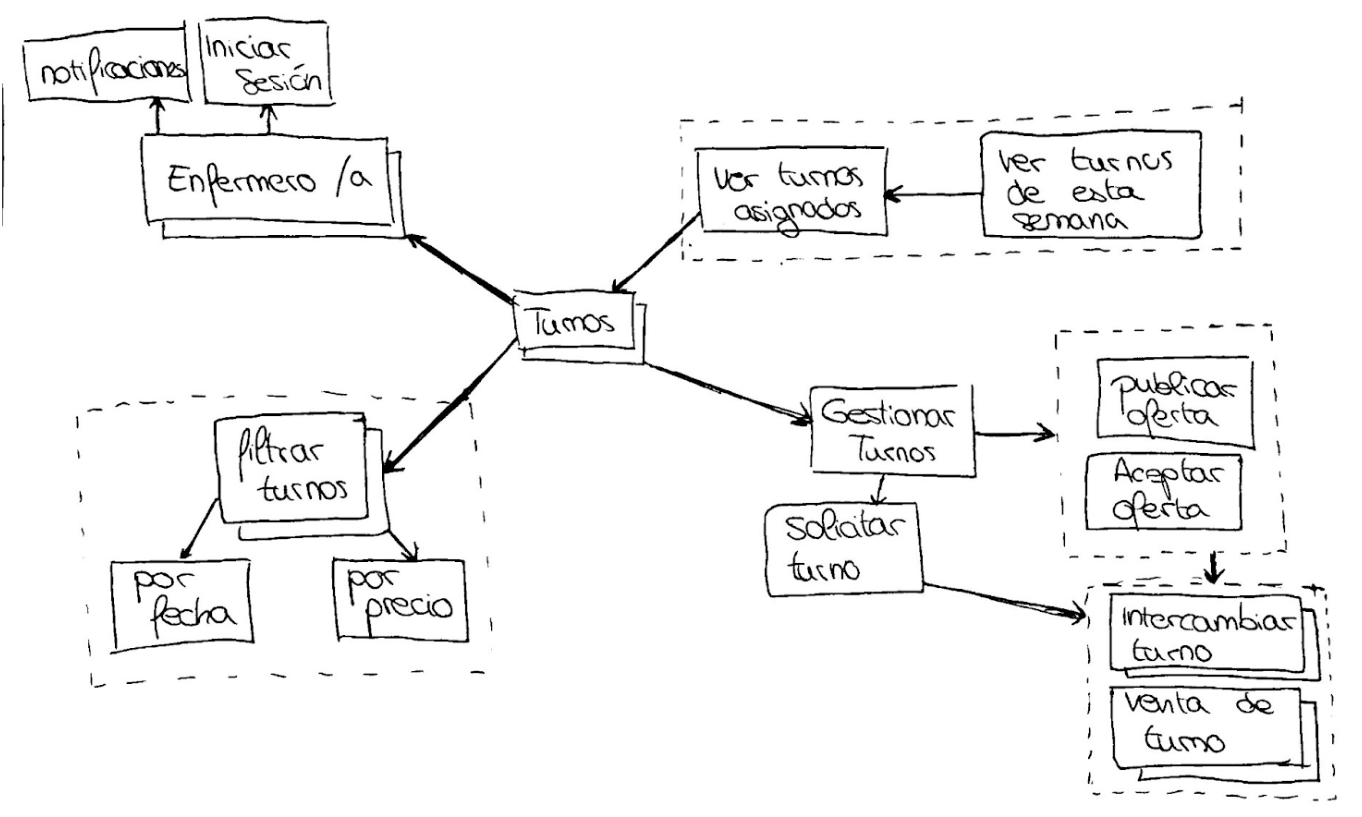 notificaciones
Iniciar
Sesión
Enfermero/a
ver turnos
asignados
ver turnos
de esta
semana
Turnos
filtrar
turnos
por
fecha
por
precio
Gestionar
Turnos
solicitar
turno
publicar
oferta
Aceptar
oferta
intercambiar
turno
venta de
turno